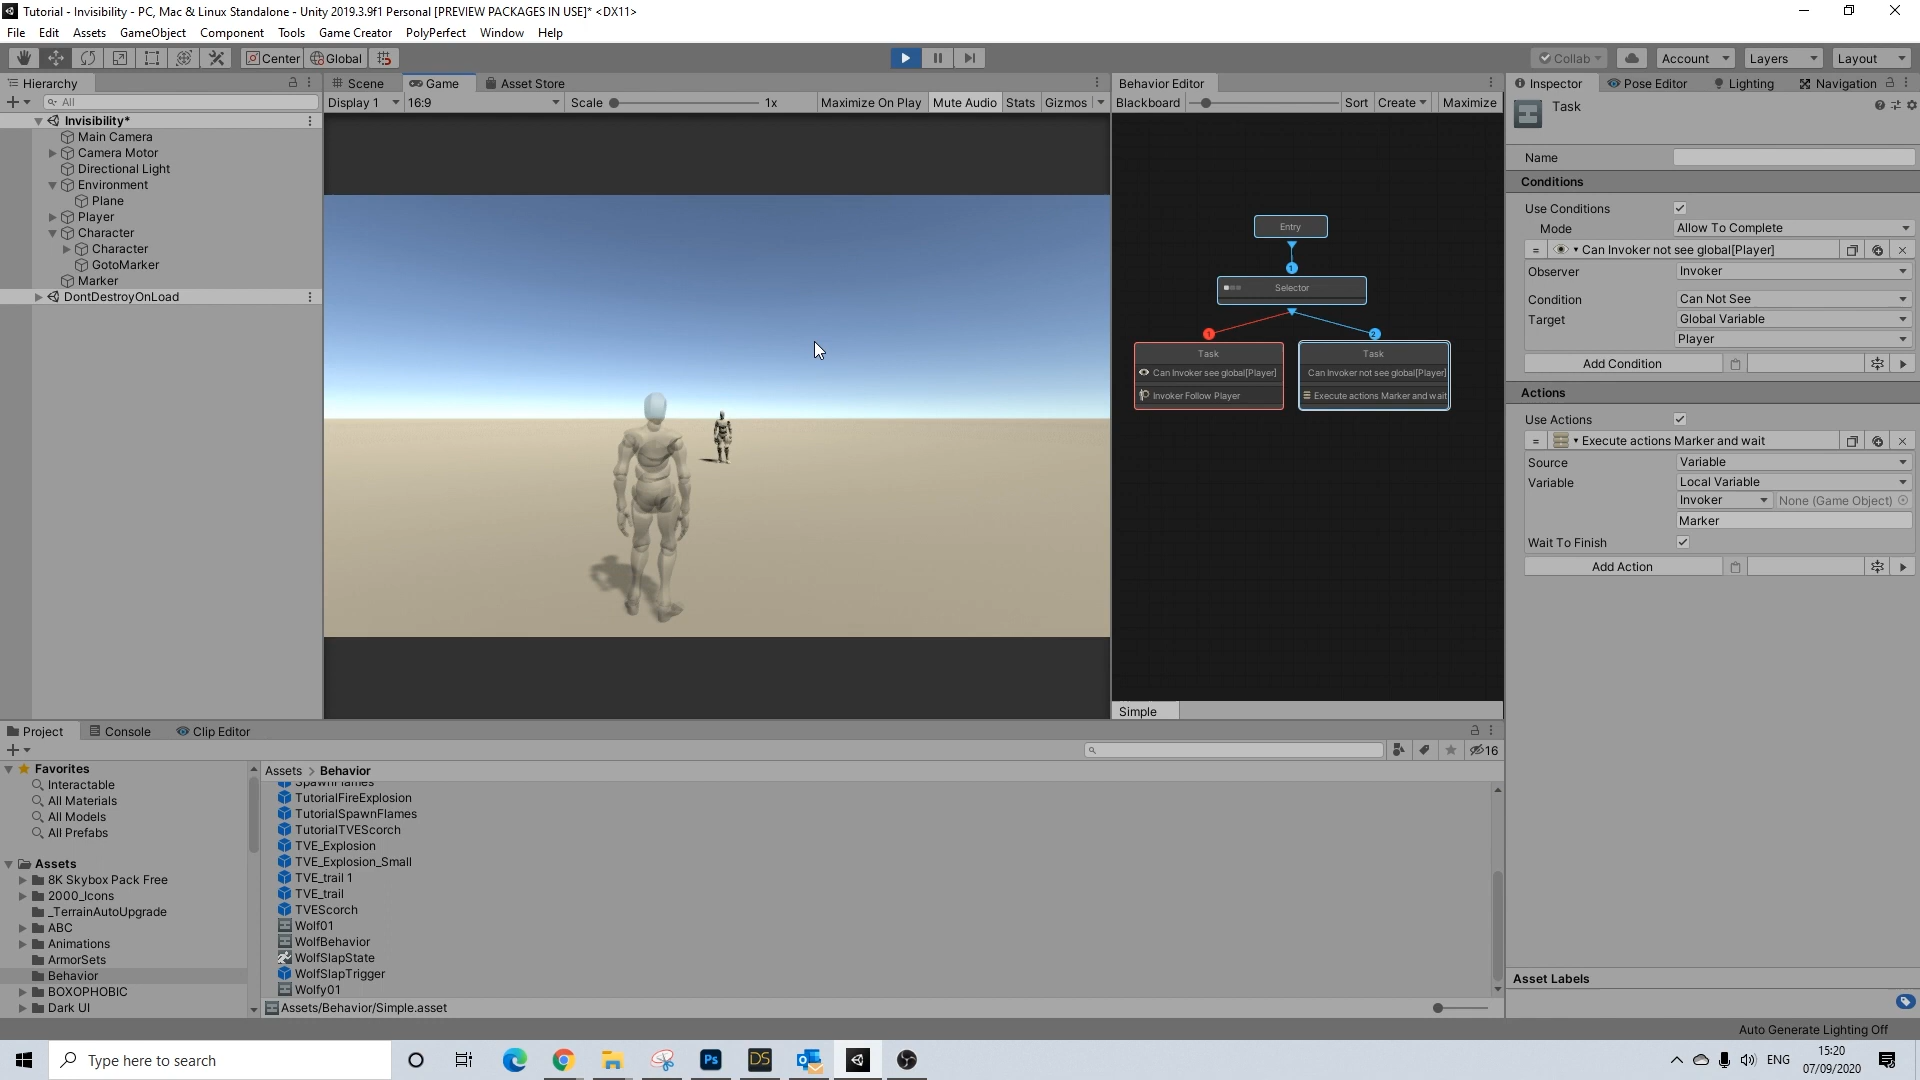 Tutorial - Invisibility - PC, Mac & Linux Standalone - Unity 2019.3.9f1 Personal [PREVIEW PACKAGES IN USE]* <DX11>
File Edit Assets GameObject Component Tools Game Creator PolyPerfect Window Help
Center Global Collab Account Layers Layout
Hierarchy
All
Invisibility*
Main Camera
Camera Motor
Directional Light
Environment
Plane
Player
Character
Character
GotoMarker
Marker
DontDestroyOnLoad
Scene Game Asset Store
Display 1 16:9 Scale 1x Maximize On Play Mute Audio Stats Gizmos
Behavior Editor
Blackboard Sort Create Maximize
Entry
1
Selector
1 2
Task
Can Invoker see global[Player]
Invoker Follow Player
Task
Can Invoker not see global[Player]
Execute actions Marker and wait
Simple
Inspector Pose Editor Lighting Navigation
Task
Name
Conditions
Use Conditions
Mode Allow To Complete
= Can Invoker not see global[Player]
Observer Invoker
Condition Can Not See
Target Global Variable
Player
Add Condition
Actions
Use Actions
= Execute actions Marker and wait
Source Variable
Variable Local Variable
Invoker None (Game Object)
Marker
Wait To Finish
Add Action
Asset Labels
Project Console Clip Editor
16
Favorites
Interactable
All Materials
All Models
All Prefabs
Assets
8K Skybox Pack Free
2000_Icons
_TerrainAutoUpgrade
ABC
Animations
ArmorSets
Behavior
BOXOPHOBIC
Dark UI
Assets > Behavior
SpawnFlames
TutorialFireExplosion
TutorialSpawnFlames
TutorialTVEScorch
TVE_Explosion
TVE_Explosion_Small
TVE_trail 1
TVE_trail
TVEScorch
Wolf01
WolfBehavior
WolfSlapState
WolfSlapTrigger
Wolfy01
Assets/Behavior/Simple.asset
Auto Generate Lighting Off
Type here to search
Ps DS
ENG
15:20
07/09/2020